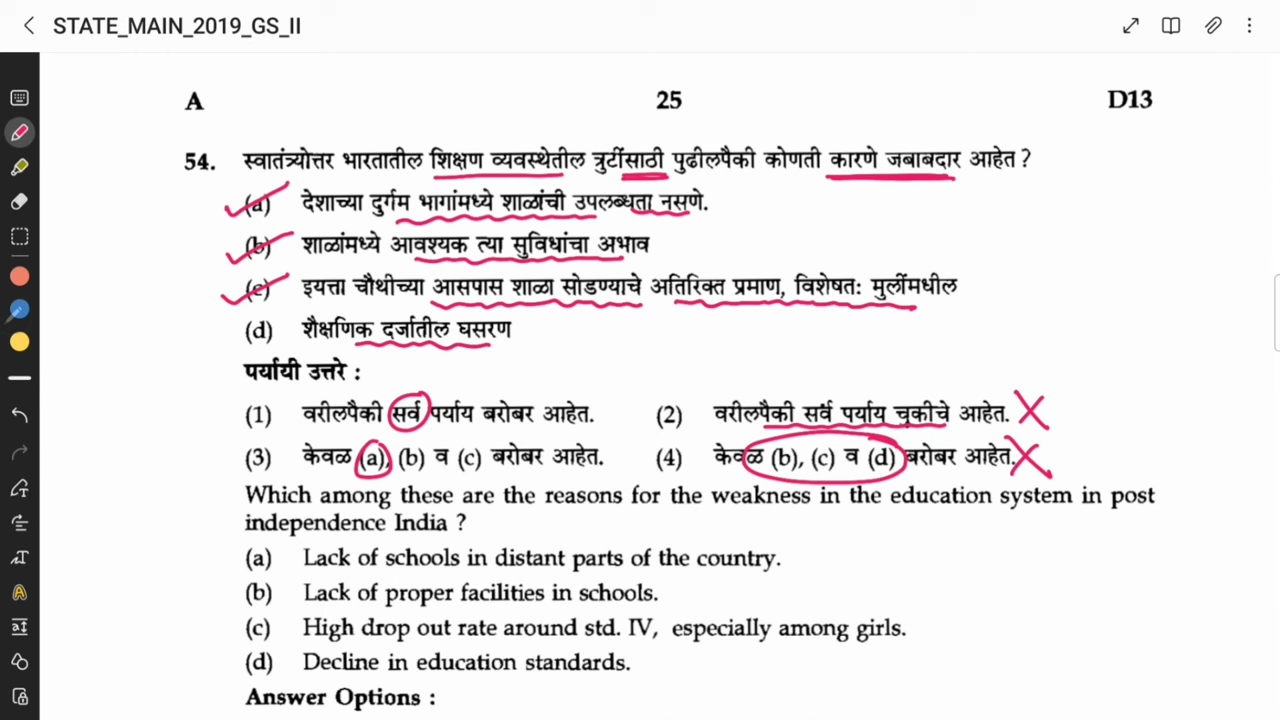 STATE_MAIN_2019_GS_II
A 25 D13
54. स्वातंत्र्योत्तर भारतातील शिक्षण व्यवस्थेतील त्रुटींसाठी पुढीलपैकी कोणती कारणे जबाबदार आहेत ?
(a) देशाच्या दुर्गम भागांमध्ये शाळांची उपलब्धता नसणे.
(b) शाळांमध्ये आवश्यक त्या सुविधांचा अभाव
(c) इयत्ता चौथीच्या आसपास शाळा सोडण्याचे अतिरिक्त प्रमाण, विशेषतः मुलींमधील
(d) शैक्षणिक दर्जातील घसरण
पर्यायी उत्तरे :
(1) वरीलपैकी सर्व पर्याय बरोबर आहेत. (2) वरीलपैकी सर्व पर्याय चूकीचे आहेत.
(3) केवळ (a), (b) व (c) बरोबर आहेत. (4) केवळ (b), (c) व (d) बरोबर आहेत.
Which among these are the reasons for the weakness in the education system in post
independence India ?
(a) Lack of schools in distant parts of the country.
(b) Lack of proper facilities in schools.
(c) High drop out rate around std. IV, especially among girls.
(d) Decline in education standards.
Answer Options :